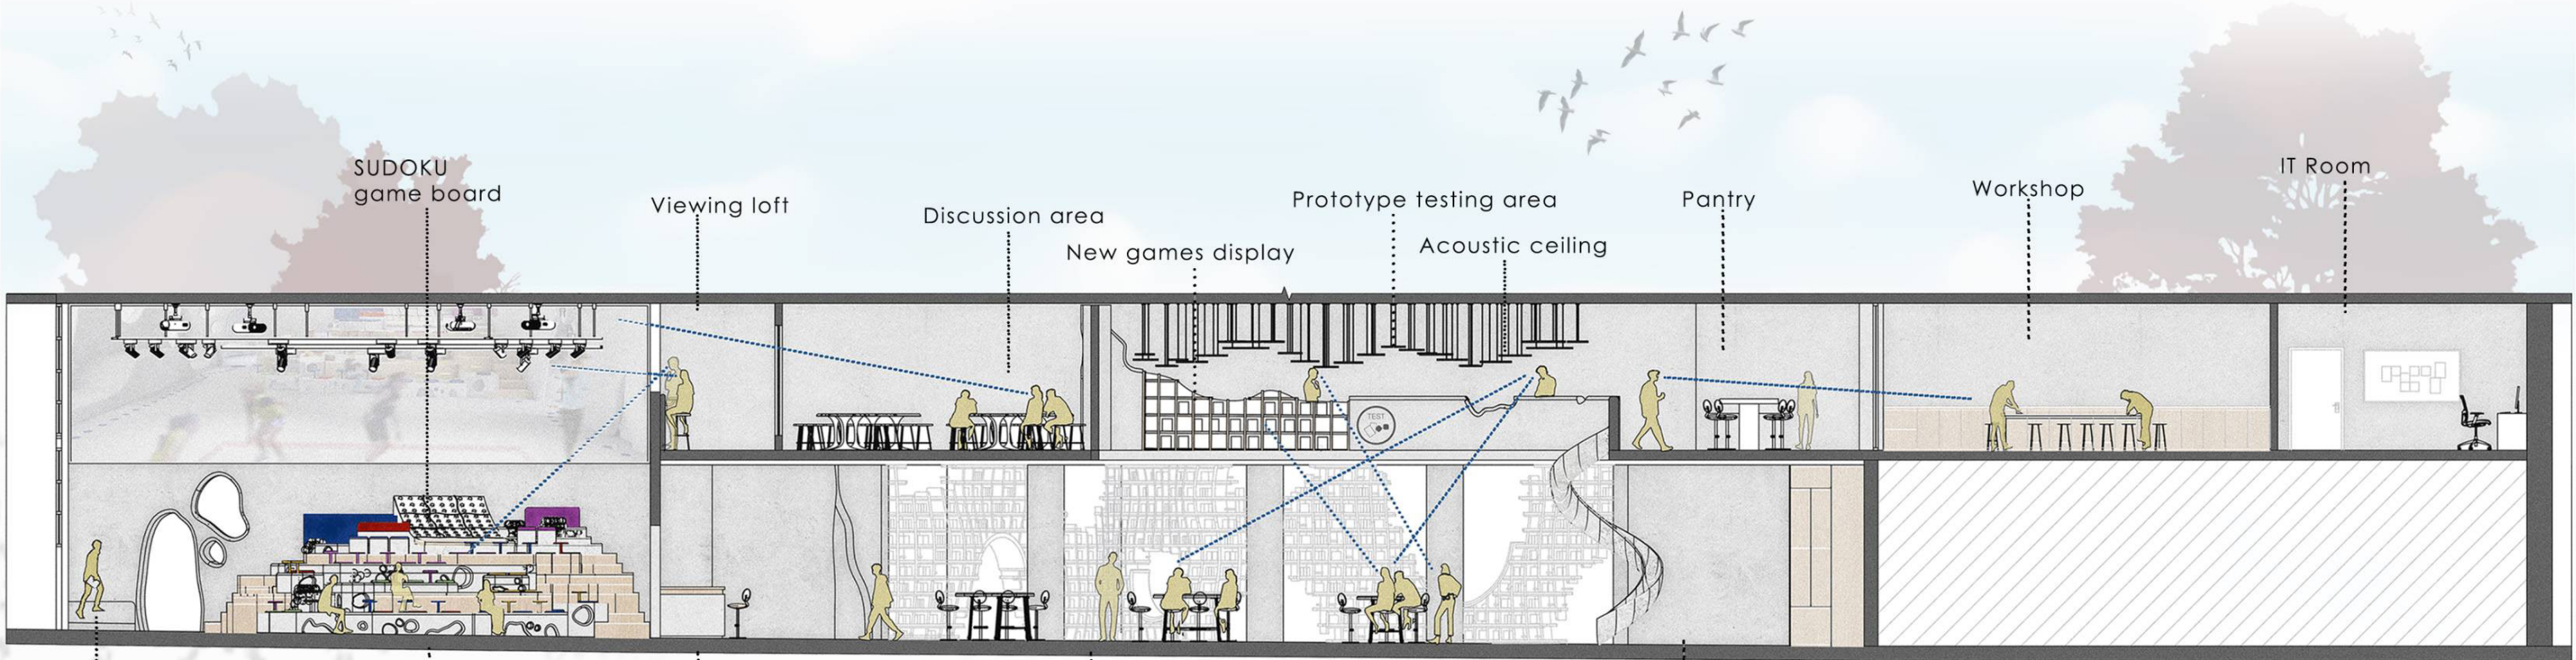 SUDOKU
game board
Viewing loft
Discussion area
New games display
Prototype testing area
Acoustic ceiling
Pantry
Workshop
IT Room
TEST